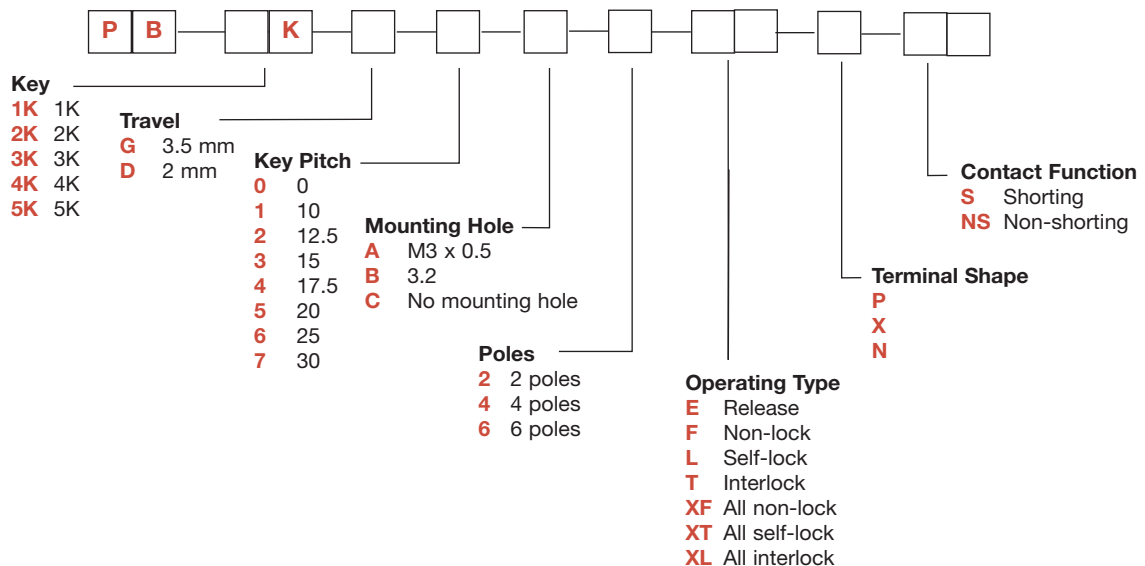 P B K
Key
1K 1K
2K 2K
3K 3K
4K 4K
5K 5K
Travel
G 3.5 mm
D 2 mm
Key Pitch
0 0
1 10
2 12.5
3 15
4 17.5
5 20
6 25
7 30
Mounting Hole
A M3 x 0.5
B 3.2
C No mounting hole
Poles
2 2 poles
4 4 poles
6 6 poles
Operating Type
E Release
F Non-lock
L Self-lock
T Interlock
XF All non-lock
XT All self-lock
XL All interlock
Terminal Shape
P
X
N
Contact Function
S Shorting
NS Non-shorting